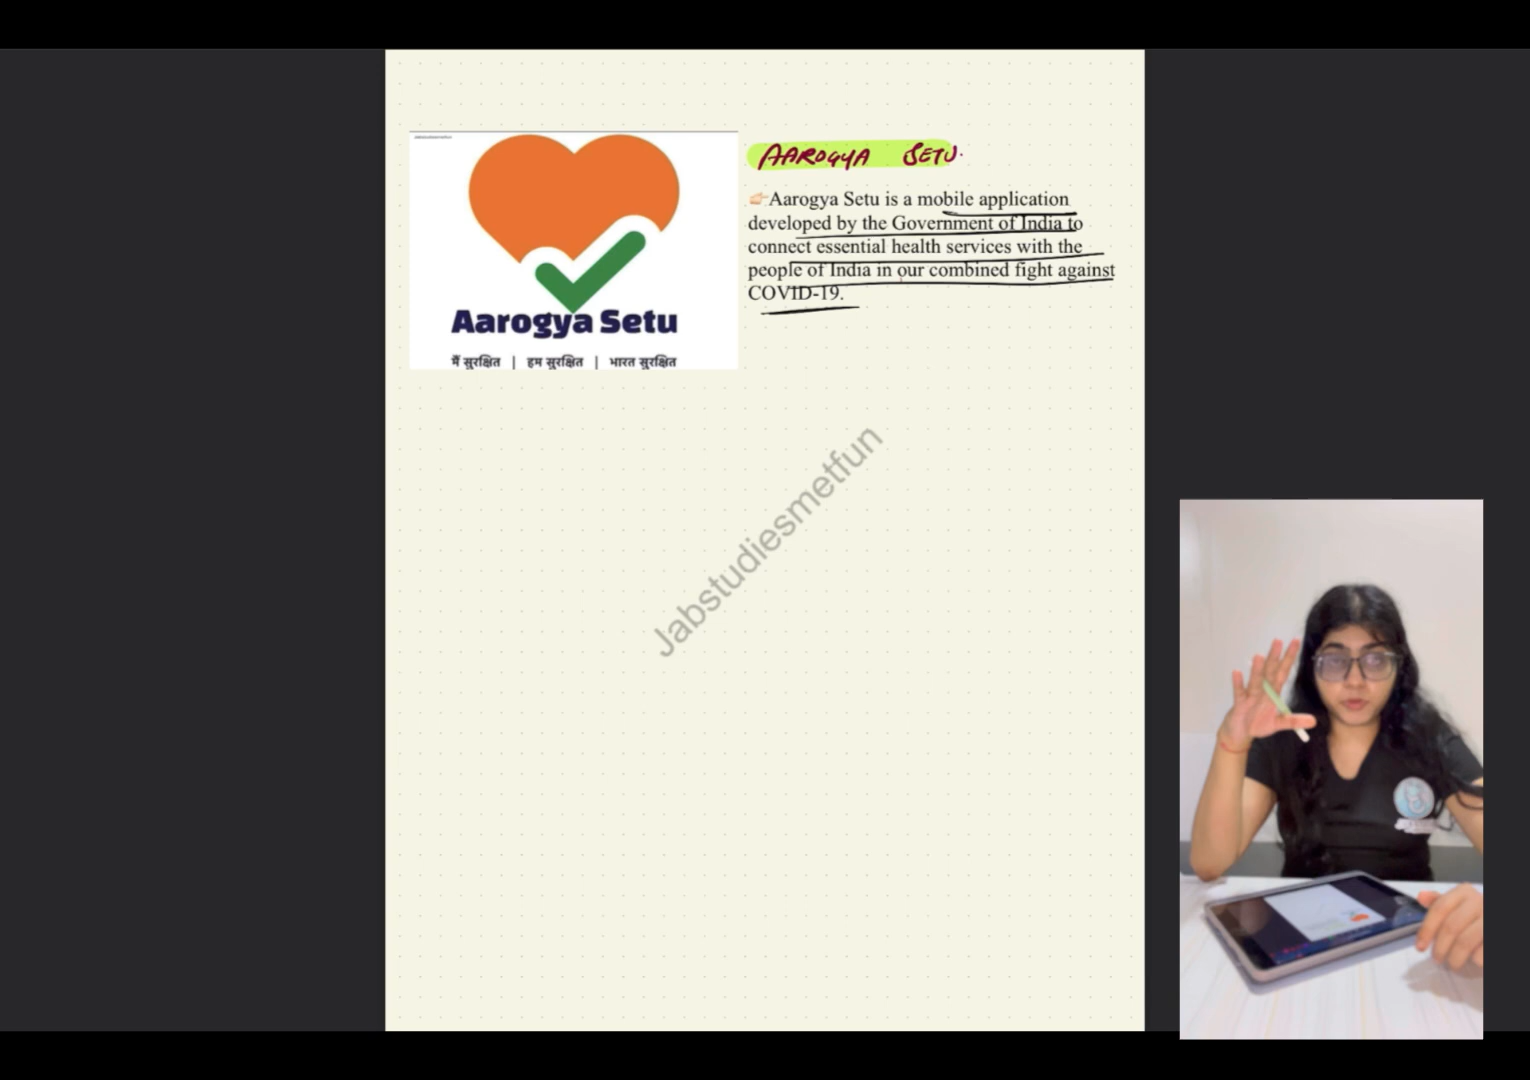 AAROGYA SETU.
👉Aarogya Setu is a mobile application
developed by the Government of India to
connect essential health services with the
people of India in our combined fight against
COVID-19.
Aarogya Setu
मैं सुरक्षित | हम सुरक्षित | भारत सुरक्षित
Jabstudiesmetfun